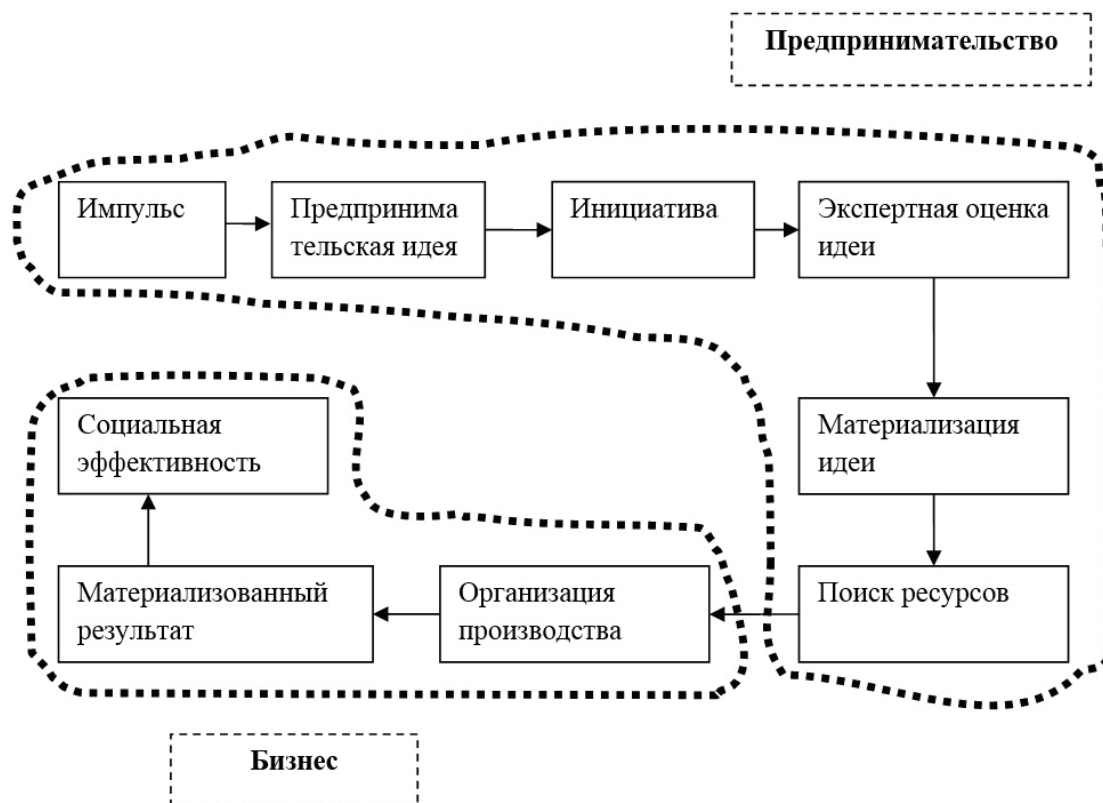 Предпринимательство
Импульс
Предпринима
тельская идея
Инициатива
Экспертная оценка
идеи
Материализация
идеи
Поиск ресурсов
Организация
производства
Материализованный
результат
Социальная
эффективность
Бизнес